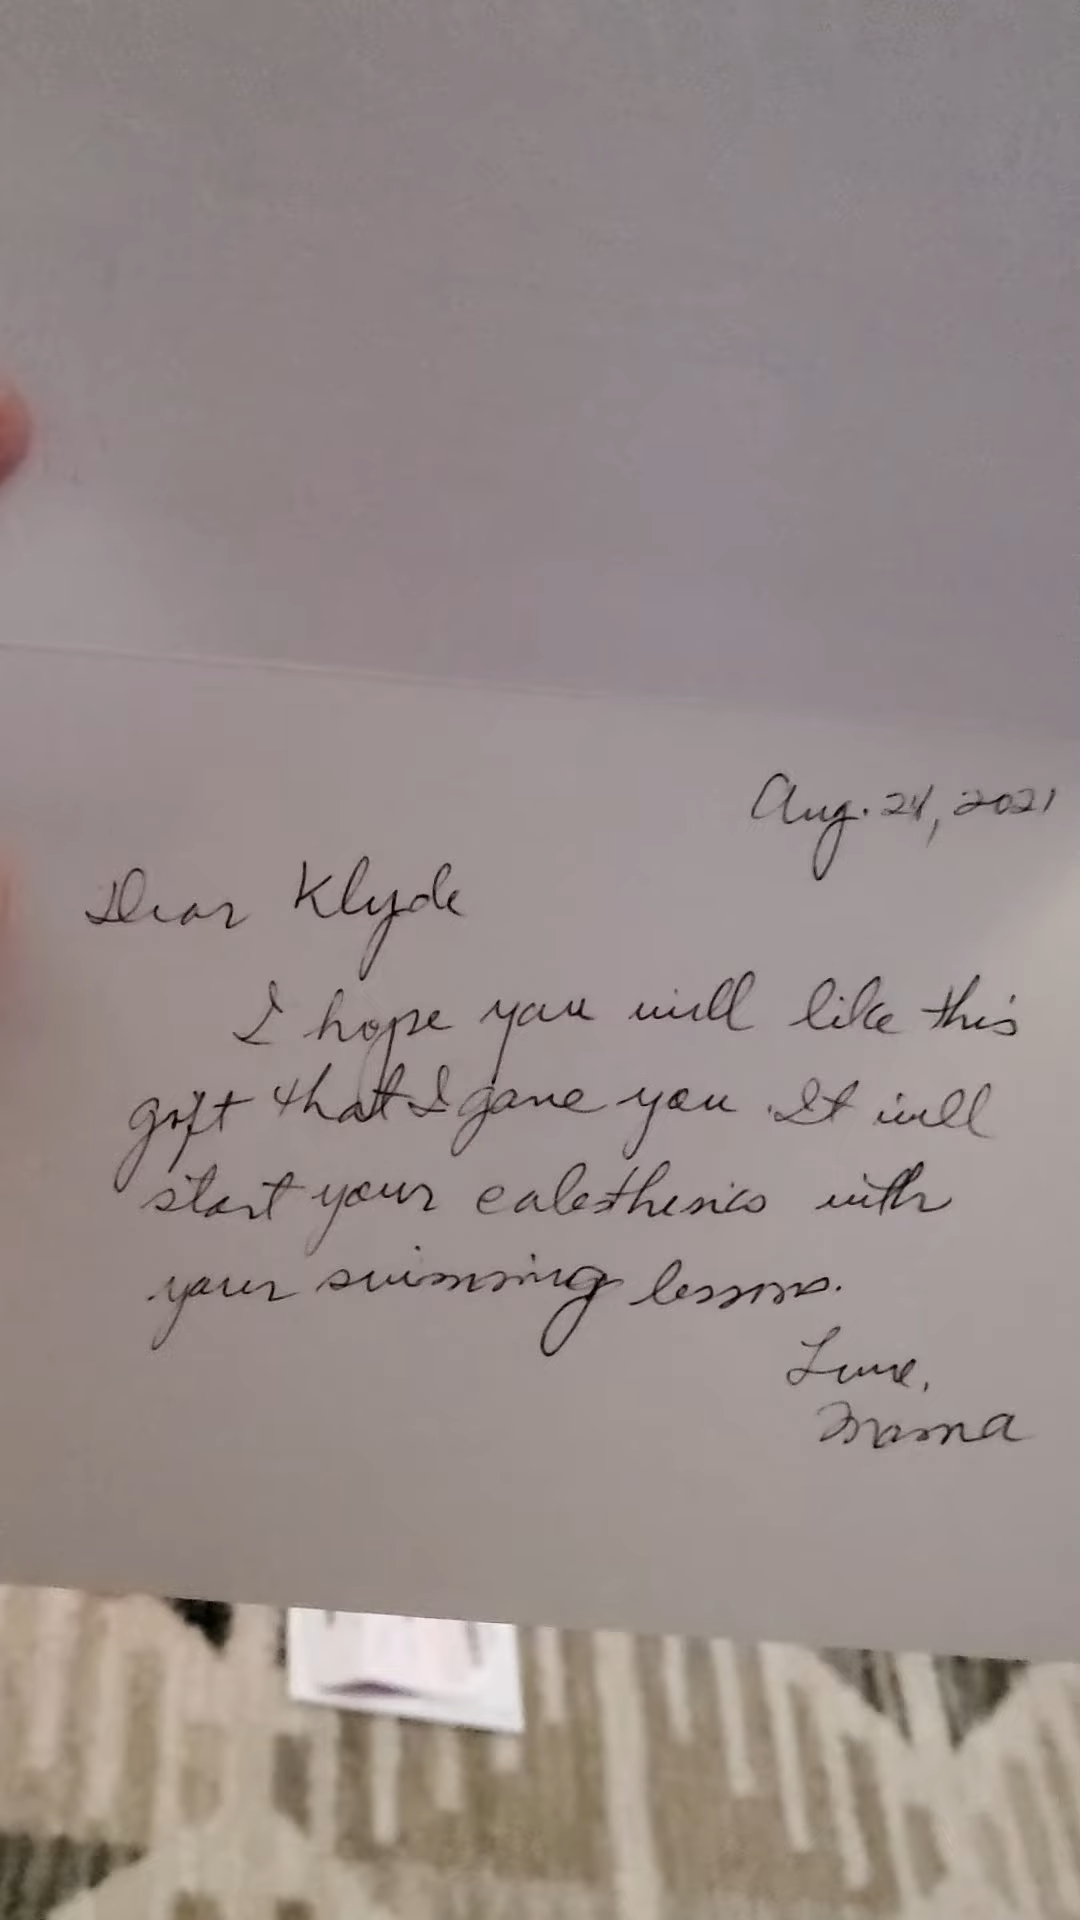 Aug. 24, 2021
Dear Klyde
I hope you will like this
gift that I gave you. It will
start your calesthenics with
your swimming lessons.
Love,
Mama